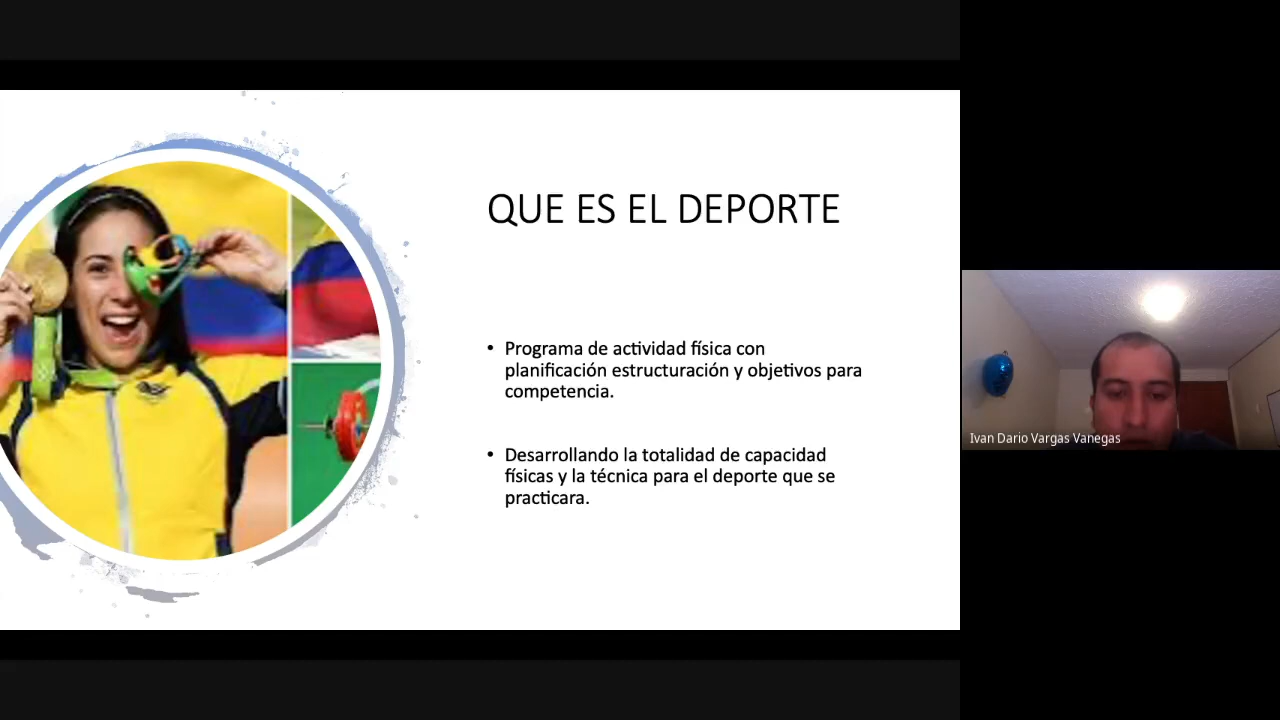 QUE ES EL DEPORTE
• Programa de actividad física con
planificación estructuración y objetivos para
competencia.
• Desarrollando la totalidad de capacidad
físicas y la técnica para el deporte que se
practicara.
Ivan Dario Vargas Vanegas